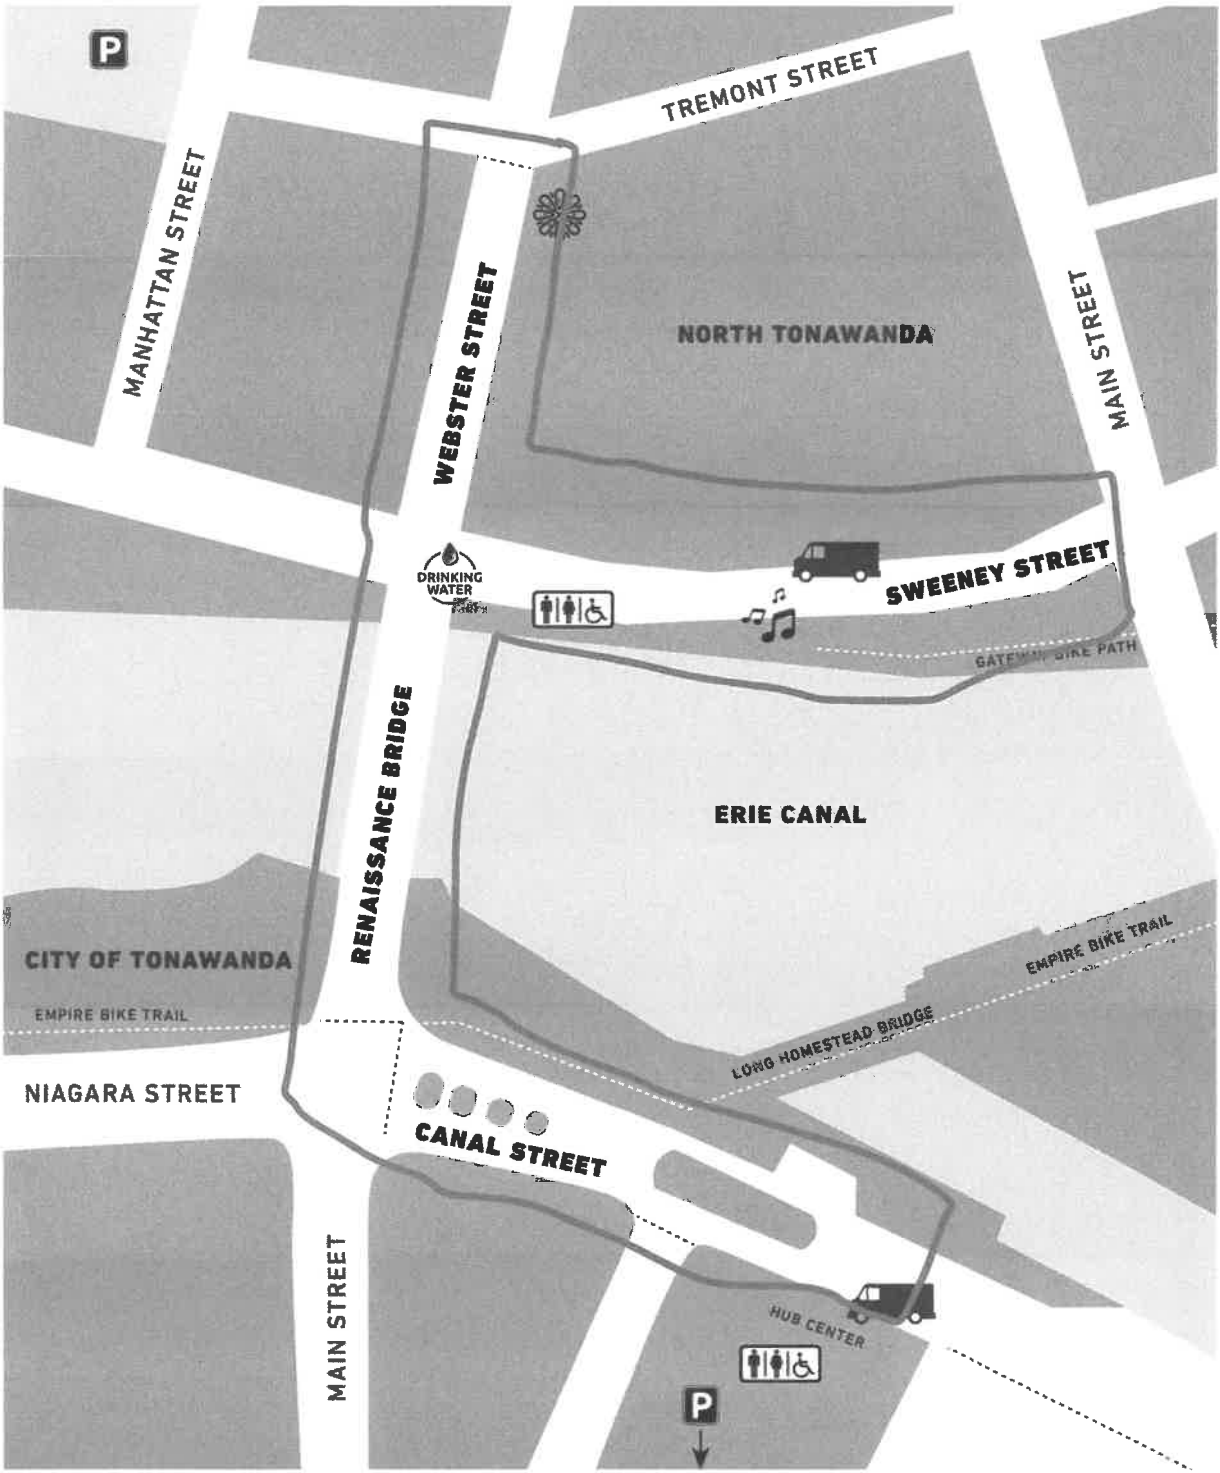 P
TREMONT STREET
MANHATTAN STREET
WEBSTER STREET
NORTH TONAWANDA
MAIN STREET
DRINKING
WATER
SWEENEY STREET
GATEWAY BIKE PATH
RENAISSANCE BRIDGE
ERIE CANAL
CITY OF TONAWANDA
EMPIRE BIKE TRAIL
EMPIRE BIKE TRAIL
LONG HOMESTEAD BRIDGE
NIAGARA STREET
CANAL STREET
MAIN STREET
HUB CENTER
P